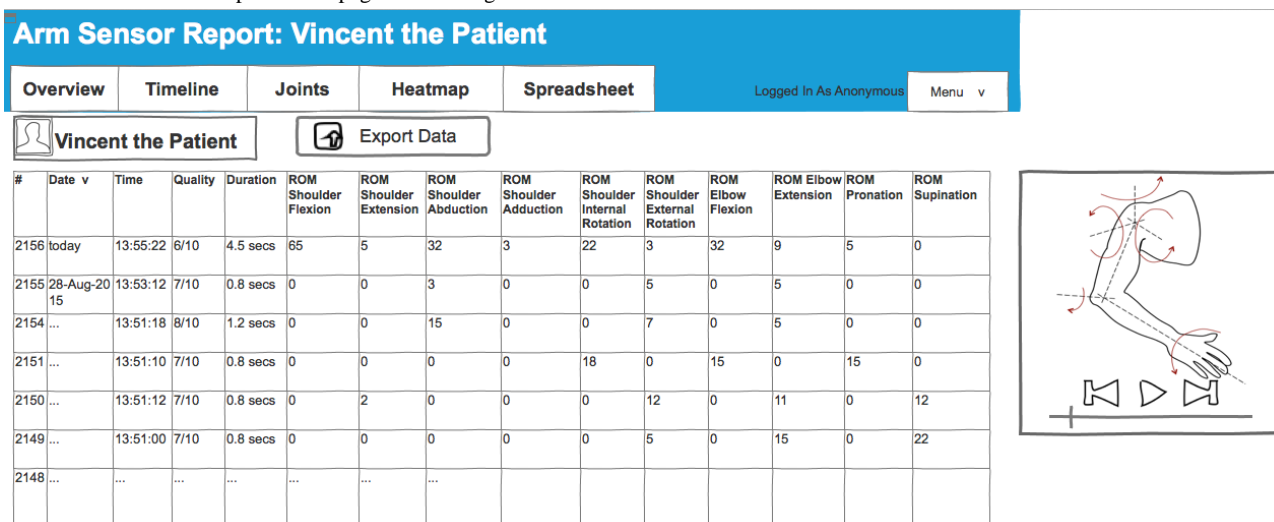 Arm Sensor Report: Vincent the Patient
Overview Timeline Joints Heatmap Spreadsheet Logged In As Anonymous Menu v
Vincent the Patient Export Data
# Date v Time Quality Duration ROM Shoulder Flexion ROM Shoulder Extension ROM Shoulder Abduction ROM Shoulder Adduction ROM Shoulder Internal Rotation ROM Shoulder External Rotation ROM Elbow Flexion ROM Elbow Extension ROM Pronation ROM Supination
2156 today 13:55:22 6/10 4.5 secs 65 5 32 3 22 3 32 9 5 0
2155 28-Aug-2015 13:53:12 7/10 0.8 secs 0 0 3 0 0 5 0 5 0 0
2154 ... 13:51:18 8/10 1.2 secs 0 0 15 0 0 7 0 5 0 0
2151 ... 13:51:10 7/10 0.8 secs 0 0 0 0 18 0 15 0 15 0
2150 ... 13:51:12 7/10 0.8 secs 0 2 0 0 0 12 0 11 0 12
2149 ... 13:51:00 7/10 0.8 secs 0 0 0 0 0 5 0 15 0 22
2148 ... ... ... ... ... ... ...